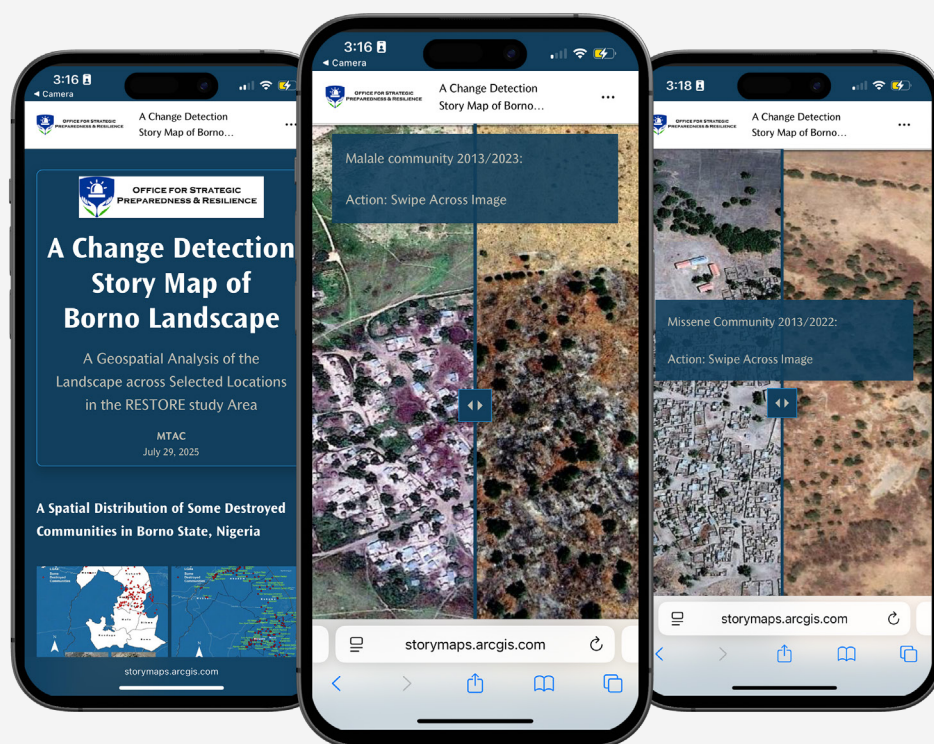 3:16
Camera
OFFICE FOR STRATEGIC
PREPAREDNESS & RESILIENCE
A Change Detection
Story Map of Borno...
OFFICE FOR STRATEGIC
PREPAREDNESS & RESILIENCE
A Change Detection
Story Map of
Borno Landscape
A Geospatial Analysis of the
Landscape across Selected Locations
in the RESTORE study Area
MTAC
July 29, 2025
A Spatial Distribution of Some Destroyed
Communities in Borno State, Nigeria
storymaps.arcgis.com
3:16
Camera
OFFICE FOR STRATEGIC
PREPAREDNESS & RESILIENCE
A Change Detection
Story Map of Borno...
Malale community 2013/2023:
Action: Swipe Across Image
storymaps.arcgis.com
3:18
Camera
OFFICE FOR STRATEGIC
PREPAREDNESS & RESILIENCE
A Change Detection
Story Map of Borno...
Missene Community 2013/2022:
Action: Swipe Across Image
storymaps.arcgis.com